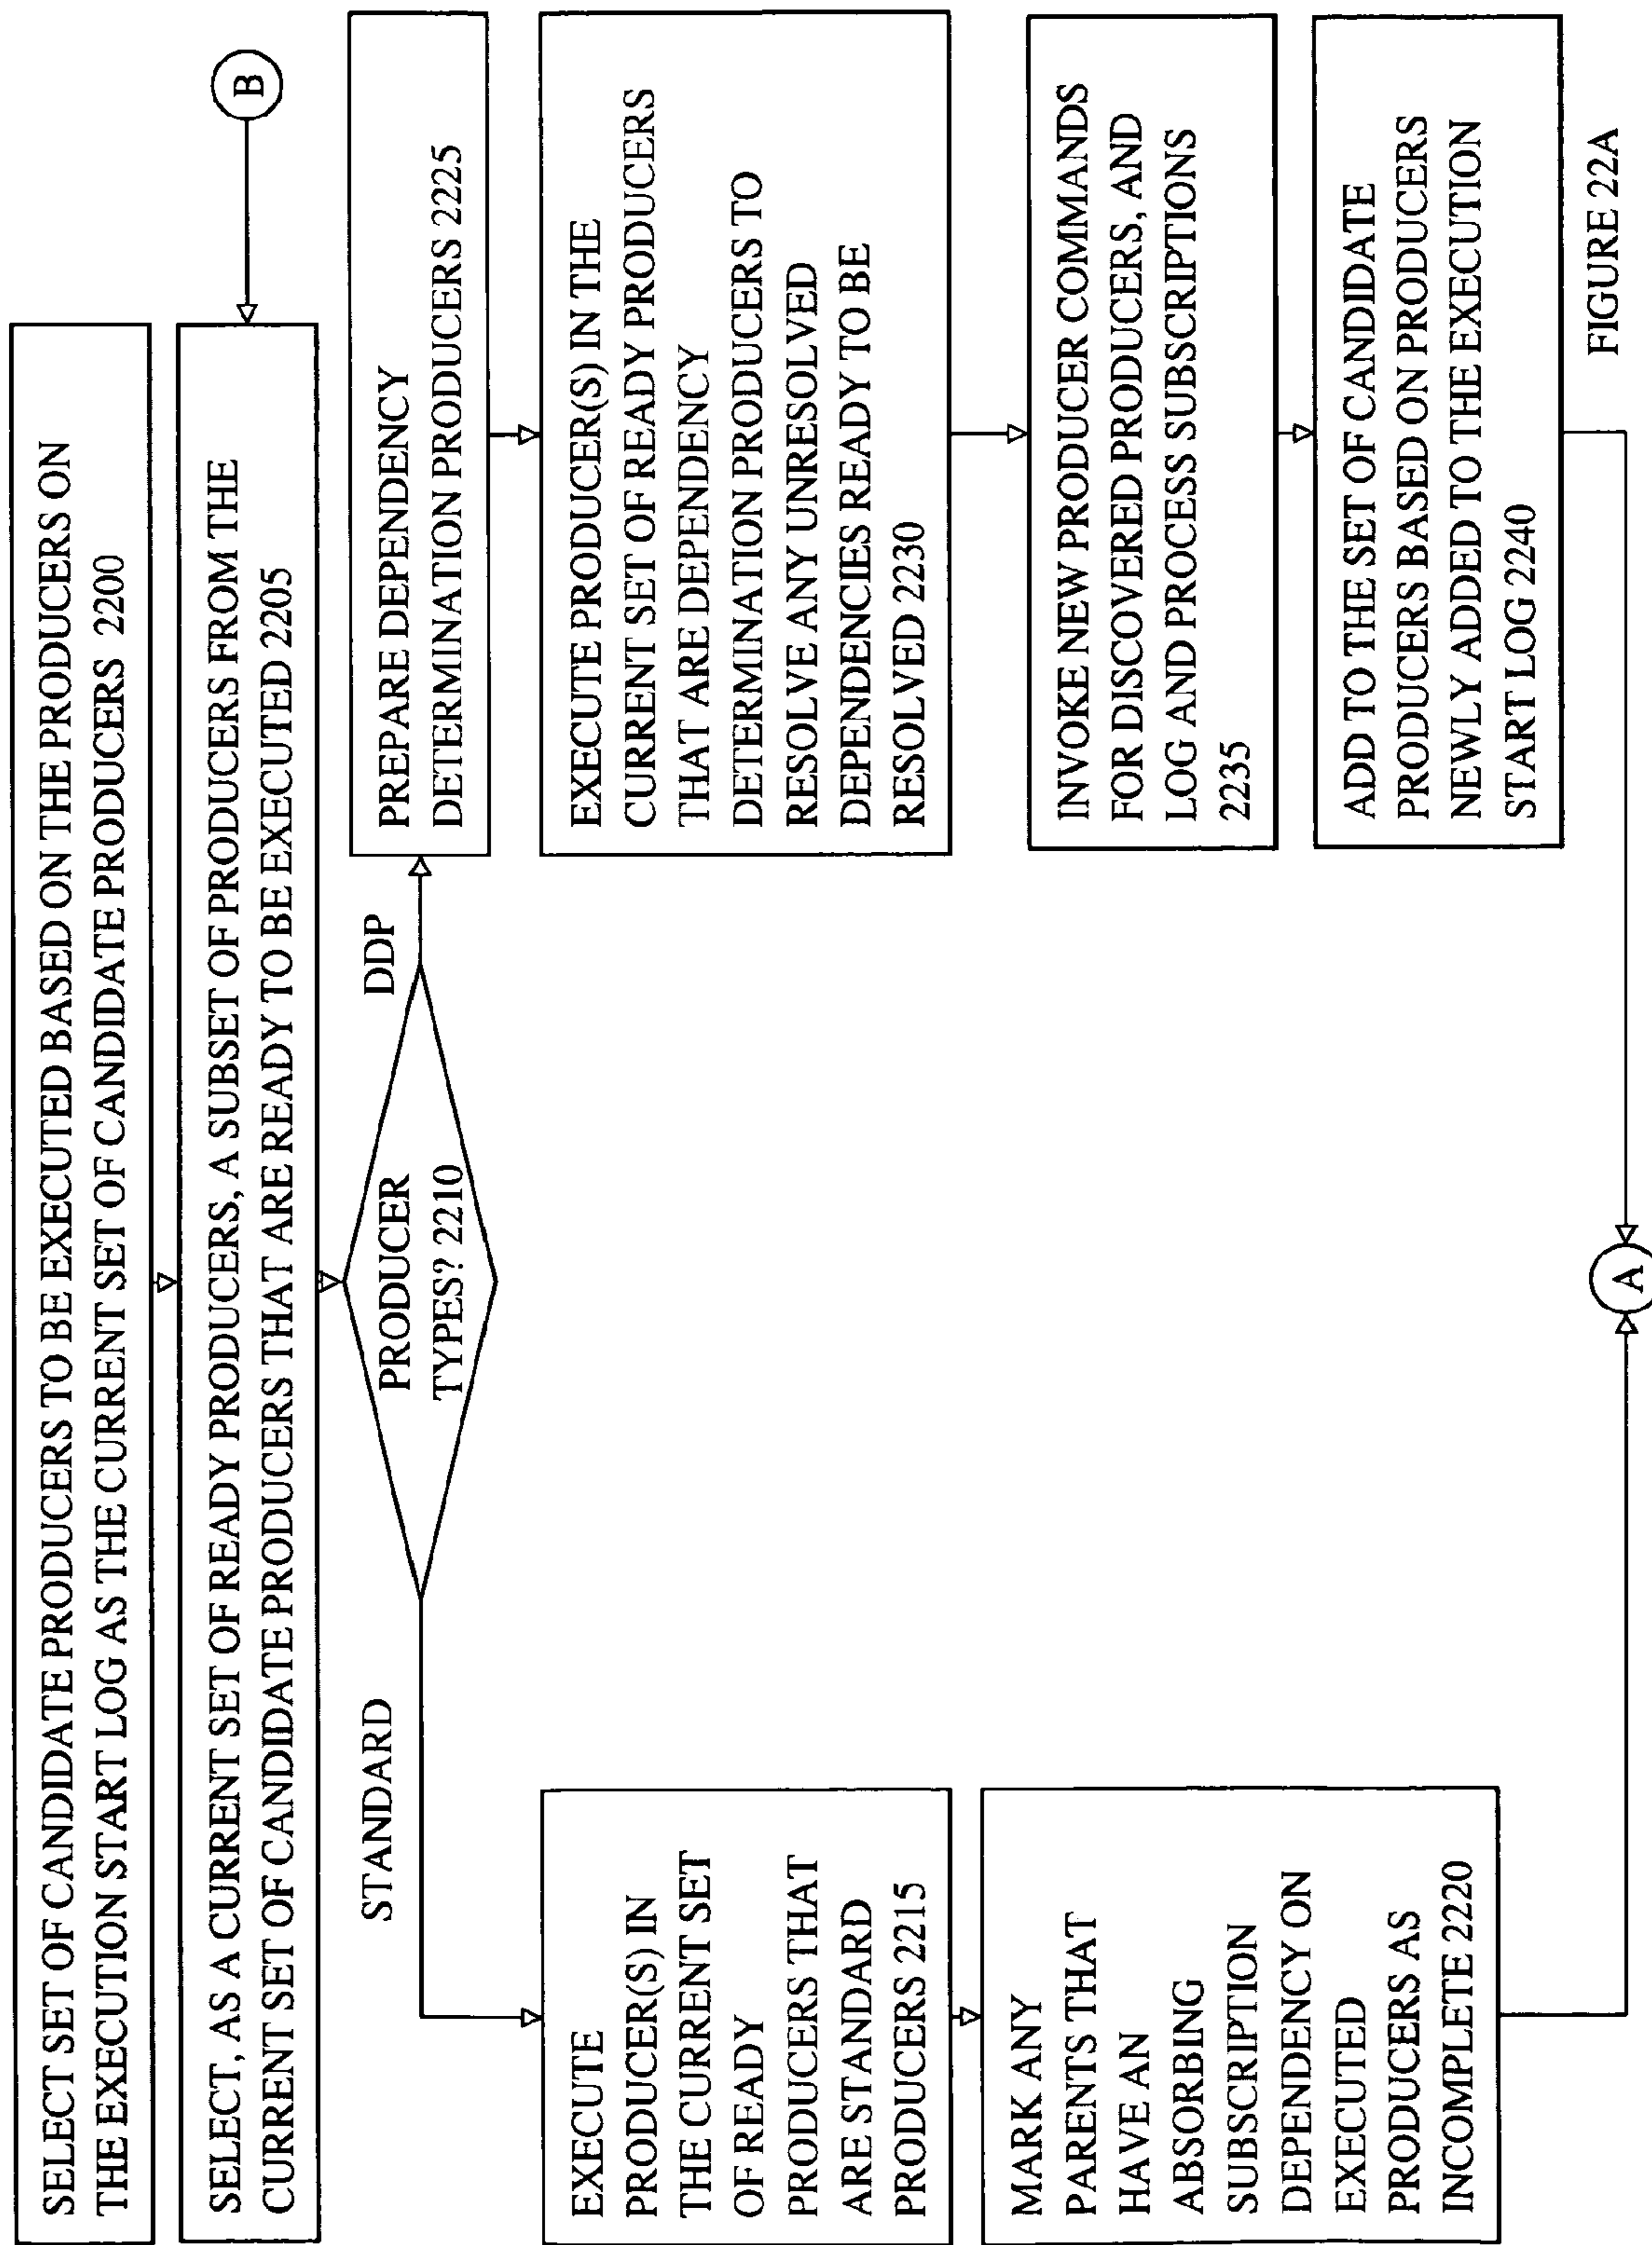 SELECT SET OF CANDIDATE PRODUCERS TO BE EXECUTED BASED ON THE PRODUCERS ON
THE EXECUTION START LOG AS THE CURRENT SET OF CANDIDATE PRODUCERS 2200
B
SELECT, AS A CURRENT SET OF READY PRODUCERS, A SUBSET OF PRODUCERS FROM THE
CURRENT SET OF CANDIDATE PRODUCERS THAT ARE READY TO BE EXECUTED 2205
PRODUCER
TYPES? 2210
STANDARD
DDP
EXECUTE
PRODUCER(S) IN
THE CURRENT SET
OF READY
PRODUCERS THAT
ARE STANDARD
PRODUCERS 2215
MARK ANY
PARENTS THAT
HAVE AN
ABSORBING
SUBSCRIPTION
DEPENDENCY ON
EXECUTED
PRODUCERS AS
INCOMPLETE 2220
PREPARE DEPENDENCY
DETERMINATION PRODUCERS 2225
EXECUTE PRODUCER(S) IN THE
CURRENT SET OF READY PRODUCERS
THAT ARE DEPENDENCY
DETERMINATION PRODUCERS TO
RESOLVE ANY UNRESOLVED
DEPENDENCIES READY TO BE
RESOLVED 2230
INVOKE NEW PRODUCER COMMANDS
FOR DISCOVERED PRODUCERS, AND
LOG AND PROCESS SUBSCRIPTIONS
2235
ADD TO THE SET OF CANDIDATE
PRODUCERS BASED ON PRODUCERS
NEWLY ADDED TO THE EXECUTION
START LOG 2240
A
FIGURE 22A